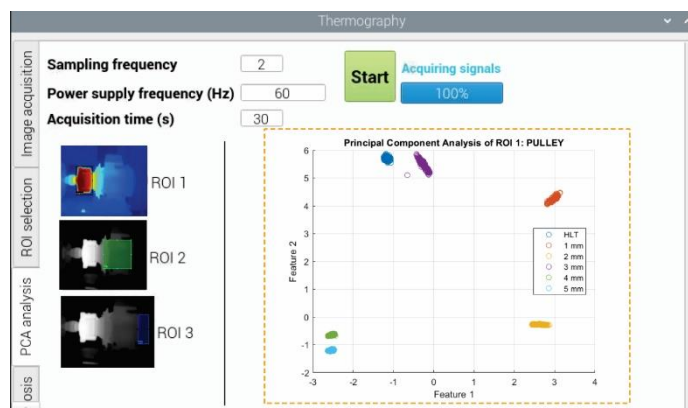 Thermography
Image acquisition
ROI selection
PCA analysis
osis
Sampling frequency 2
Power supply frequency (Hz) 60
Acquisition time (s) 30
Start
Acquiring signals
100%
ROI 1
ROI 2
ROI 3
Principal Component Analysis of ROI 1: PULLEY
Feature 2
6
5
4
3
2
1
0
-1
-2
HLT
1 mm
2 mm
3 mm
4 mm
5 mm
-3 -2 -1 0 1 2 3 4
Feature 1